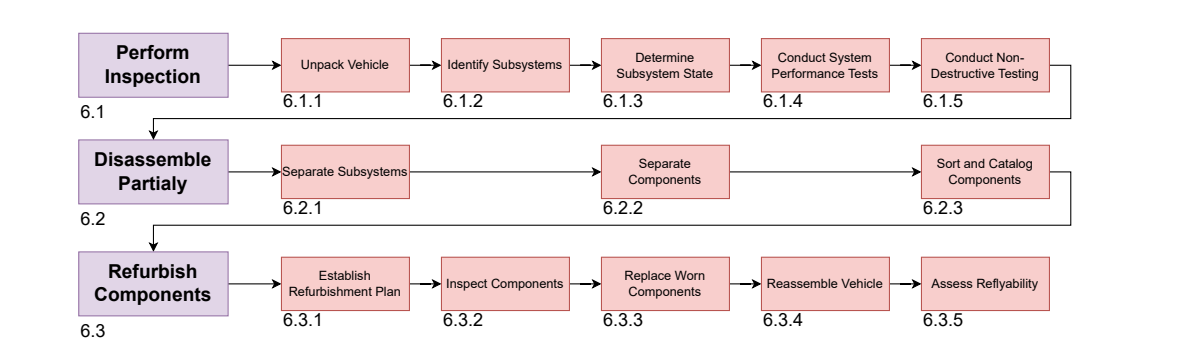 Perform
Inspection
6.1
Unpack Vehicle
6.1.1
Identify Subsystems
6.1.2
Determine
Subsystem State
6.1.3
Conduct System
Performance Tests
6.1.4
Conduct Non-
Destructive Testing
6.1.5
Disassemble
Partialy
6.2
Separate Subsystems
6.2.1
Separate
Components
6.2.2
Sort and Catalog
Components
6.2.3
Refurbish
Components
6.3
Establish
Refurbishment Plan
6.3.1
Inspect Components
6.3.2
Replace Worn
Components
6.3.3
Reassemble Vehicle
6.3.4
Assess Reflyability
6.3.5